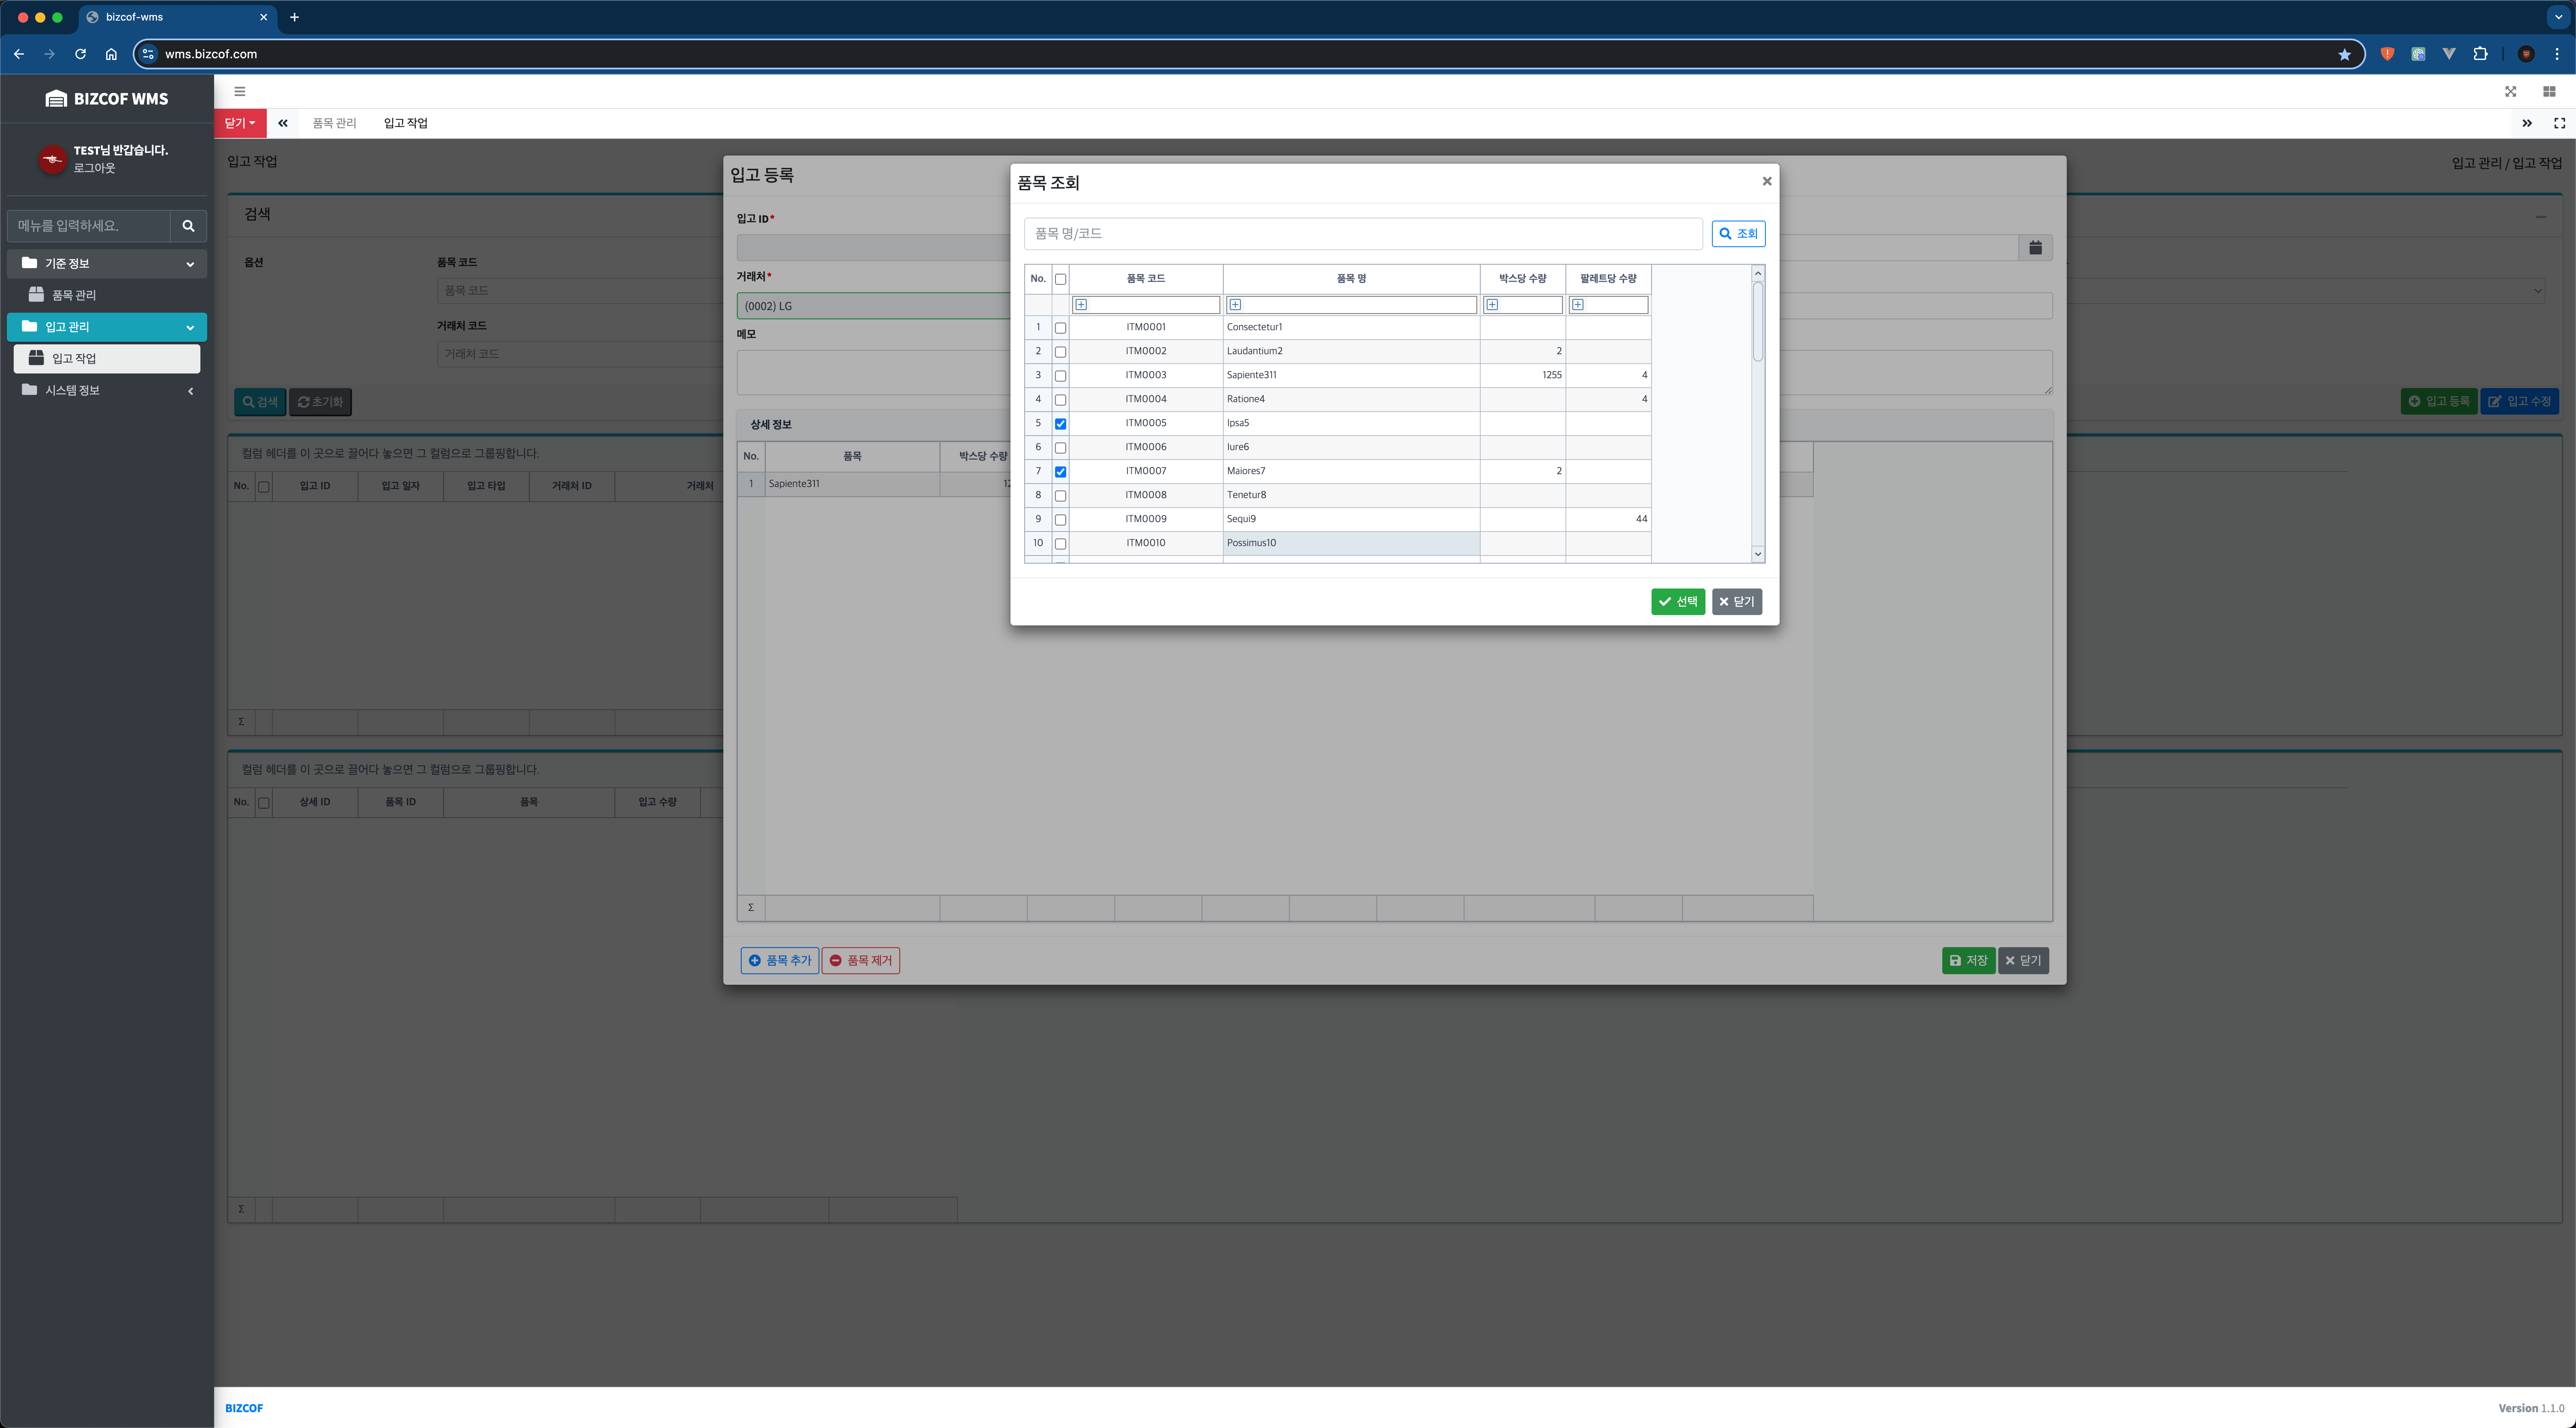 bizcof-wms
wms.bizcof.com
BIZCOF WMS
TEST님 반갑습니다.
로그아웃
메뉴를 입력하세요.
기준 정보
품목 관리
입고 관리
입고 작업
시스템 정보
닫기
품목 관리
입고 작업
입고 작업
입고 관리 / 입고 작업
검색
옵션
품목 코드
품목 코드
거래처 코드
거래처 코드
검색
초기화
입고 등록
입고 수정
컬럼 헤더를 이 곳으로 끌어다 놓으면 그 컬럼으로 그룹핑합니다.
No. 입고 ID 입고 일자 입고 타입 거래처 ID 거래처
Σ
컬럼 헤더를 이 곳으로 끌어다 놓으면 그 컬럼으로 그룹핑합니다.
No. 상세 ID 품목 ID 품목 입고 수량
Σ
입고 등록
입고 ID*
거래처*
(0002) LG
메모
상세 정보
No. 품목 박스당 수량
1 Sapiente311 12
Σ
품목 추가
품목 제거
저장
닫기
품목 조회
품목 명/코드
조회
No. 품목 코드 품목 명 박스당 수량 팔레트당 수량
1 ITM0001 Consectetur1
2 ITM0002 Laudantium2 2
3 ITM0003 Sapiente311 1255 4
4 ITM0004 Ratione4 4
5 ITM0005 Ipsa5
6 ITM0006 Iure6
7 ITM0007 Maiores7 2
8 ITM0008 Tenetur8
9 ITM0009 Sequi9 44
10 ITM0010 Possimus10
선택
닫기
BIZCOF
Version 1.1.0